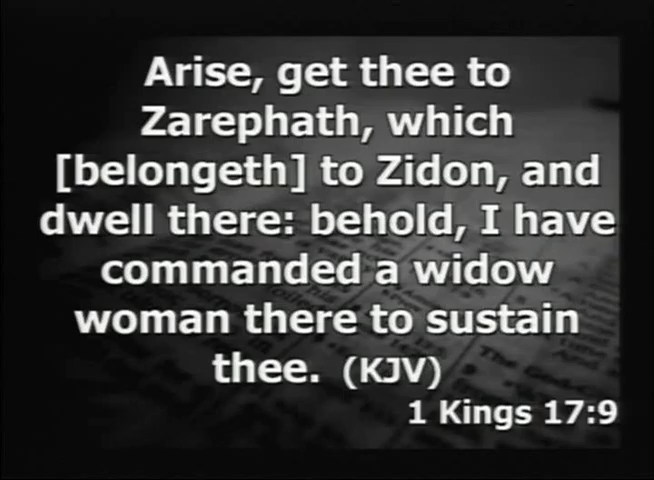 Arise, get thee to
Zarephath, which
[belongeth] to Zidon, and
dwell there: behold, I have
commanded a widow
woman there to sustain
thee. (KJV)
1 Kings 17:9